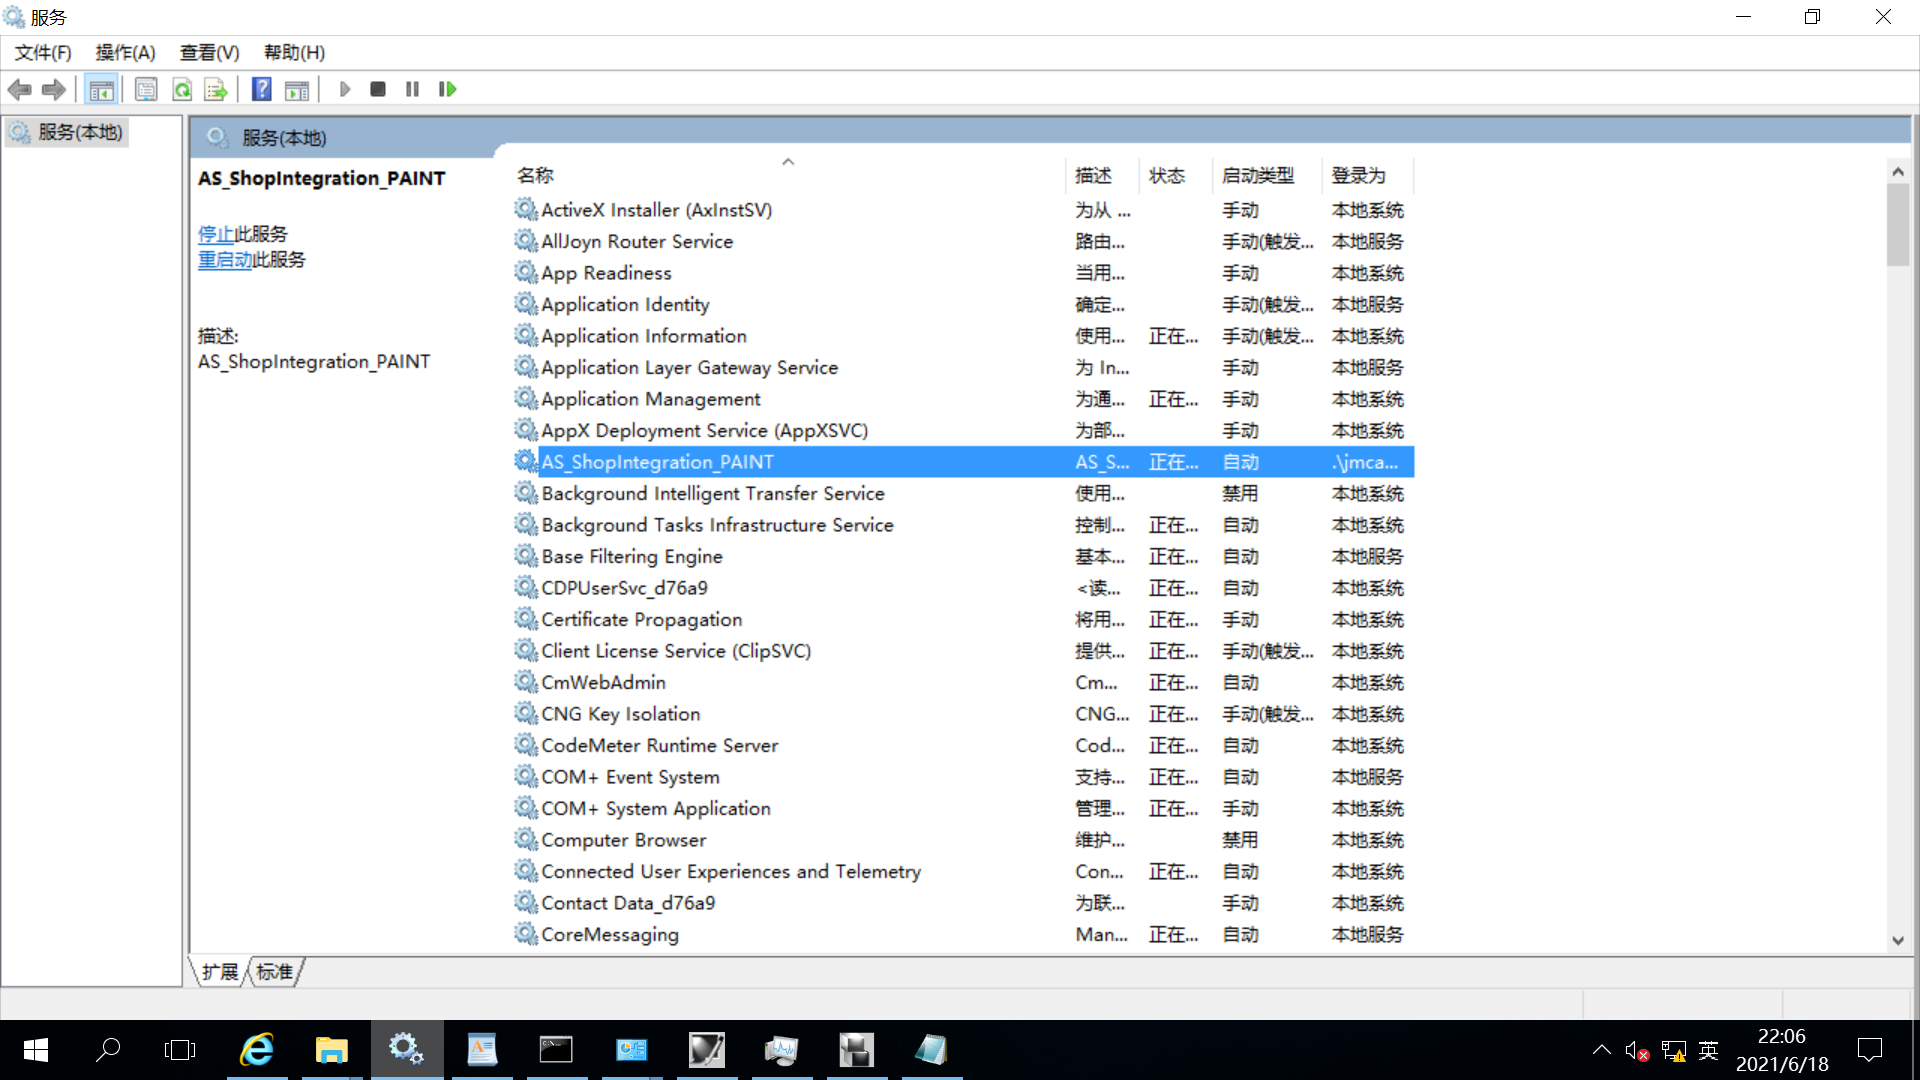 服务
文件(F) 操作(A) 查看(V) 帮助(H)
服务(本地)
服务(本地)
AS_ShopIntegration_PAINT
停止此服务
重启动此服务
描述:
AS_ShopIntegration_PAINT
名称 描述 状态 启动类型 登录为
ActiveX Installer (AxInstSV) 为从 ... 手动 本地系统
AllJoyn Router Service 路由... 手动(触发... 本地服务
App Readiness 当用... 手动 本地系统
Application Identity 确定... 手动(触发... 本地服务
Application Information 使用... 正在... 手动(触发... 本地系统
Application Layer Gateway Service 为 In... 手动 本地服务
Application Management 为通... 正在... 手动 本地系统
AppX Deployment Service (AppXSVC) 为部... 手动 本地系统
AS_ShopIntegration_PAINT AS_S... 正在... 自动 .\jmca...
Background Intelligent Transfer Service 使用... 禁用 本地系统
Background Tasks Infrastructure Service 控制... 正在... 自动 本地系统
Base Filtering Engine 基本... 正在... 自动 本地服务
CDPUserSvc_d76a9 <读... 正在... 自动 本地系统
Certificate Propagation 将用... 正在... 手动 本地系统
Client License Service (ClipSVC) 提供... 正在... 手动(触发... 本地系统
CmWebAdmin Cm... 正在... 自动 本地系统
CNG Key Isolation CNG... 正在... 手动(触发... 本地系统
CodeMeter Runtime Server Cod... 正在... 自动 本地系统
COM+ Event System 支持... 正在... 自动 本地服务
COM+ System Application 管理... 正在... 手动 本地系统
Computer Browser 维护... 禁用 本地系统
Connected User Experiences and Telemetry Con... 正在... 自动 本地系统
Contact Data_d76a9 为联... 手动 本地系统
CoreMessaging Man... 正在... 自动 本地服务
扩展 标准
英
22:06
2021/6/18